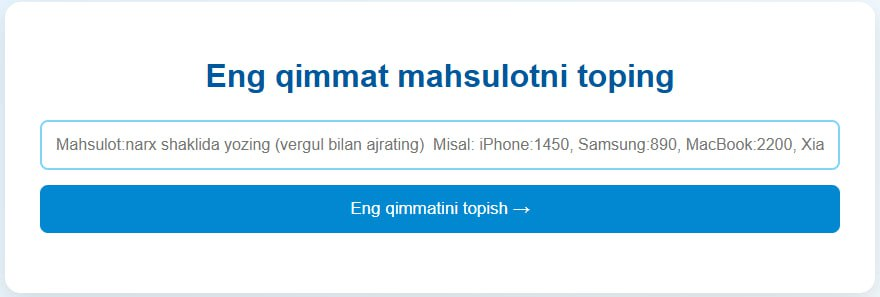 Eng qimmat mahsulotni toping
Mahsulot:narx shaklida yozing (vergul bilan ajrating)  Misal: iPhone:1450, Samsung:890, MacBook:2200, Xia
Eng qimmatini topish →